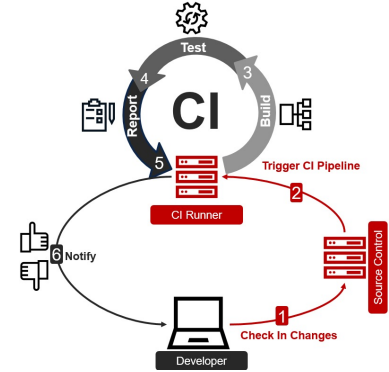 Test
4
3
CI
Report
Build
5
Trigger CI Pipeline
2
CI Runner
6
Notify
Source Control
1
Check In Changes
Developer